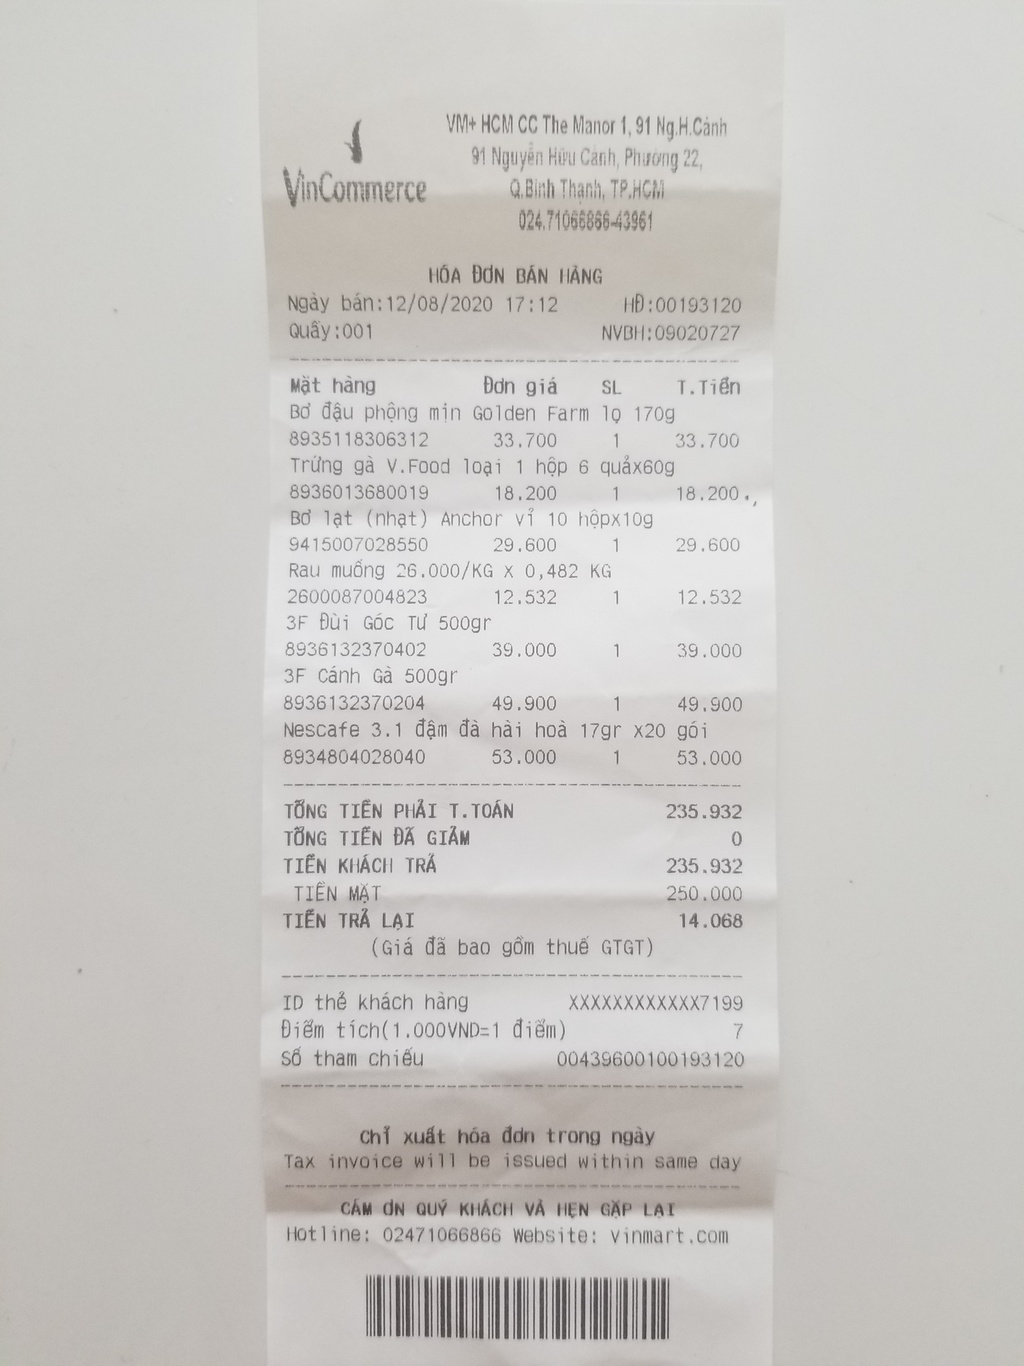 VinCommerce
VM+ HCM CC The Manor 1, 91 Ng.H.Cảnh
91 Nguyễn Hữu Cảnh, Phường 22,
Q.Bình Thạnh, TP.HCM
024.71066866-43961
HÓA ĐƠN BÁN HÀNG
Ngày bán:12/08/2020 17:12 HĐ:00193120
Quầy:001 NVBH:09020727
Mặt hàng Đơn giá SL T.Tiền
Bơ đậu phộng mịn Golden Farm lọ 170g
8935118306312 33.700 1 33.700
Trứng gà V.Food loại 1 hộp 6 quảx60g
8936013680019 18.200 1 18.200
Bơ lạt (nhạt) Anchor vỉ 10 hộpx10g
9415007028550 29.600 1 29.600
Rau muống 26.000/KG x 0,482 KG
2600087004823 12.532 1 12.532
3F Đùi Góc Tư 500gr
8936132370402 39.000 1 39.000
3F Cánh Gà 500gr
8936132370204 49.900 1 49.900
Nescafe 3.1 đậm đà hài hoà 17gr x20 gói
8934804028040 53.000 1 53.000
TỔNG TIỀN PHẢI T.TOÁN 235.932
TỔNG TIỀN ĐÃ GIẢM 0
TIỀN KHÁCH TRẢ 235.932
TIỀN MẶT 250.000
TIỀN TRẢ LẠI 14.068
(Giá đã bao gồm thuế GTGT)
ID thẻ khách hàng XXXXXXXXXXXX7199
Điểm tích(1.000VND=1 điểm) 7
Số tham chiếu 00439600100193120
Chỉ xuất hóa đơn trong ngày
Tax invoice will be issued within same day
CẢM ƠN QUÝ KHÁCH VÀ HẸN GẶP LẠI
Hotline: 02471066866 Website: vinmart.com